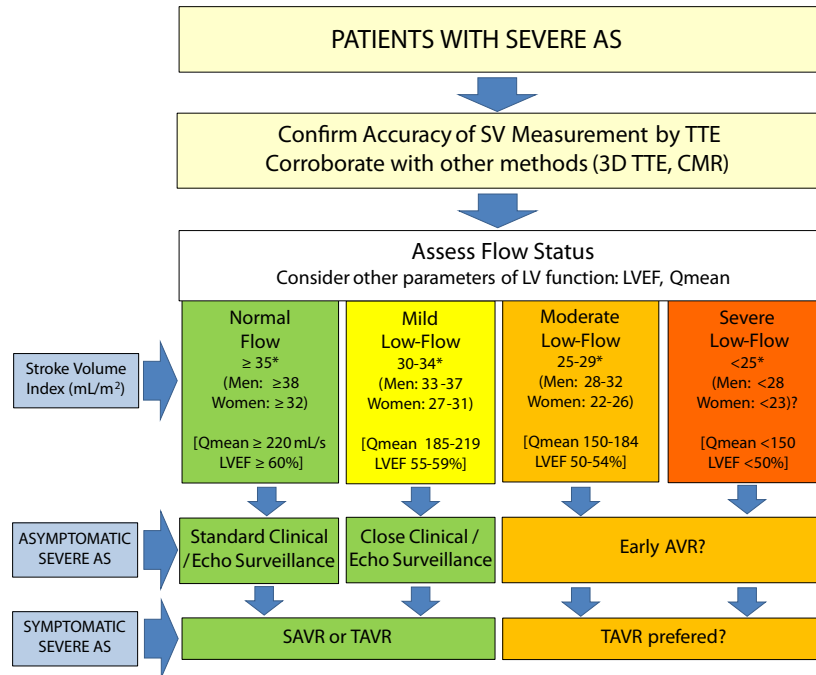 PATIENTS WITH SEVERE AS
Confirm Accuracy of SV Measurement by TTE
Corroborate with other methods (3D TTE, CMR)
Assess Flow Status
Consider other parameters of LV function: LVEF, Qmean
Stroke Volume
Index (mL/m²)
Normal
Flow
≥ 35*
(Men: ≥38
Women: ≥ 32)
[Qmean ≥ 220 mL/s
LVEF ≥ 60%]
Mild
Low-Flow
30-34*
(Men: 33-37
Women: 27-31)
[Qmean 185-219
LVEF 55-59%]
Moderate
Low-Flow
25-29*
(Men: 28-32
Women: 22-26)
[Qmean 150-184
LVEF 50-54%]
Severe
Low-Flow
<25*
(Men: <28
Women: <23)?
[Qmean <150
LVEF <50%]
ASYMPTOMATIC
SEVERE AS
Standard Clinical
/Echo Surveillance
Close Clinical /
Echo Surveillance
Early AVR?
SYMPTOMATIC
SEVERE AS
SAVR or TAVR
TAVR prefered?